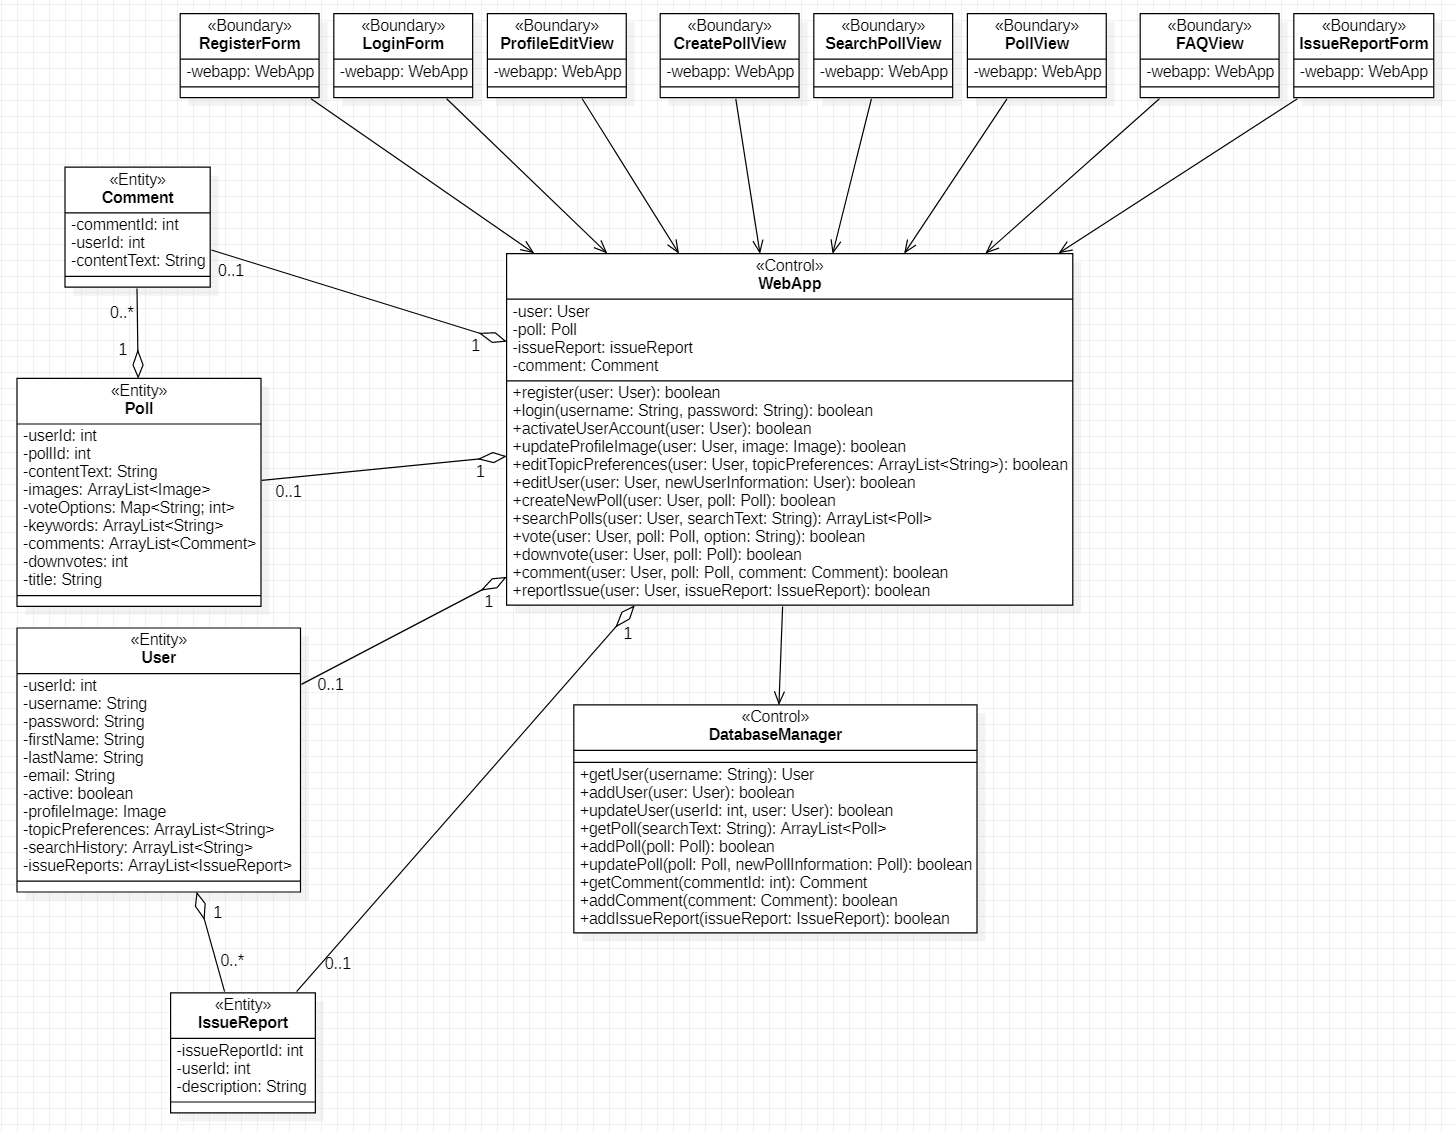 «Boundary»
RegisterForm
-webapp: WebApp
«Boundary»
LoginForm
-webapp: WebApp
«Boundary»
ProfileEditView
-webapp: WebApp
«Boundary»
CreatePollView
-webapp: WebApp
«Boundary»
SearchPollView
-webapp: WebApp
«Boundary»
PollView
-webapp: WebApp
«Boundary»
FAQView
-webapp: WebApp
«Boundary»
IssueReportForm
-webapp: WebApp
«Entity»
Comment
-commentId: int
-userId: int
-contentText: String
0..1
1
0..*
1
«Control»
WebApp
-user: User
-poll: Poll
-issueReport: issueReport
-comment: Comment
+register(user: User): boolean
+login(username: String, password: String): boolean
+activateUserAccount(user: User): boolean
+updateProfileImage(user: User, image: Image): boolean
+editTopicPreferences(user: User, topicPreferences: ArrayList<String>): boolean
+editUser(user: User, newUserInformation: User): boolean
+createNewPoll(user: User, poll: Poll): boolean
+searchPolls(user: User, searchText: String): ArrayList<Poll>
+vote(user: User, poll: Poll, option: String): boolean
+downvote(user: User, poll: Poll): boolean
+comment(user: User, poll: Poll, comment: Comment): boolean
+reportIssue(user: User, issueReport: IssueReport): boolean
«Entity»
Poll
-userId: int
-pollId: int
-contentText: String
-images: ArrayList<Image>
-voteOptions: Map<String; int>
-keywords: ArrayList<String>
-comments: ArrayList<Comment>
-downvotes: int
-title: String
1
0..1
1
0..1
1
0..1
«Entity»
User
-userId: int
-username: String
-password: String
-firstName: String
-lastName: String
-email: String
-active: boolean
-profileImage: Image
-topicPreferences: ArrayList<String>
-searchHistory: ArrayList<String>
-issueReports: ArrayList<IssueReport>
1
0..*
«Control»
DatabaseManager
+getUser(username: String): User
+addUser(user: User): boolean
+updateUser(userId: int, user: User): boolean
+getPoll(searchText: String): ArrayList<Poll>
+addPoll(poll: Poll): boolean
+updatePoll(poll: Poll, newPollInformation: Poll): boolean
+getComment(commentId: int): Comment
+addComment(comment: Comment): boolean
+addIssueReport(issueReport: IssueReport): boolean
«Entity»
IssueReport
-issueReportId: int
-userId: int
-description: String